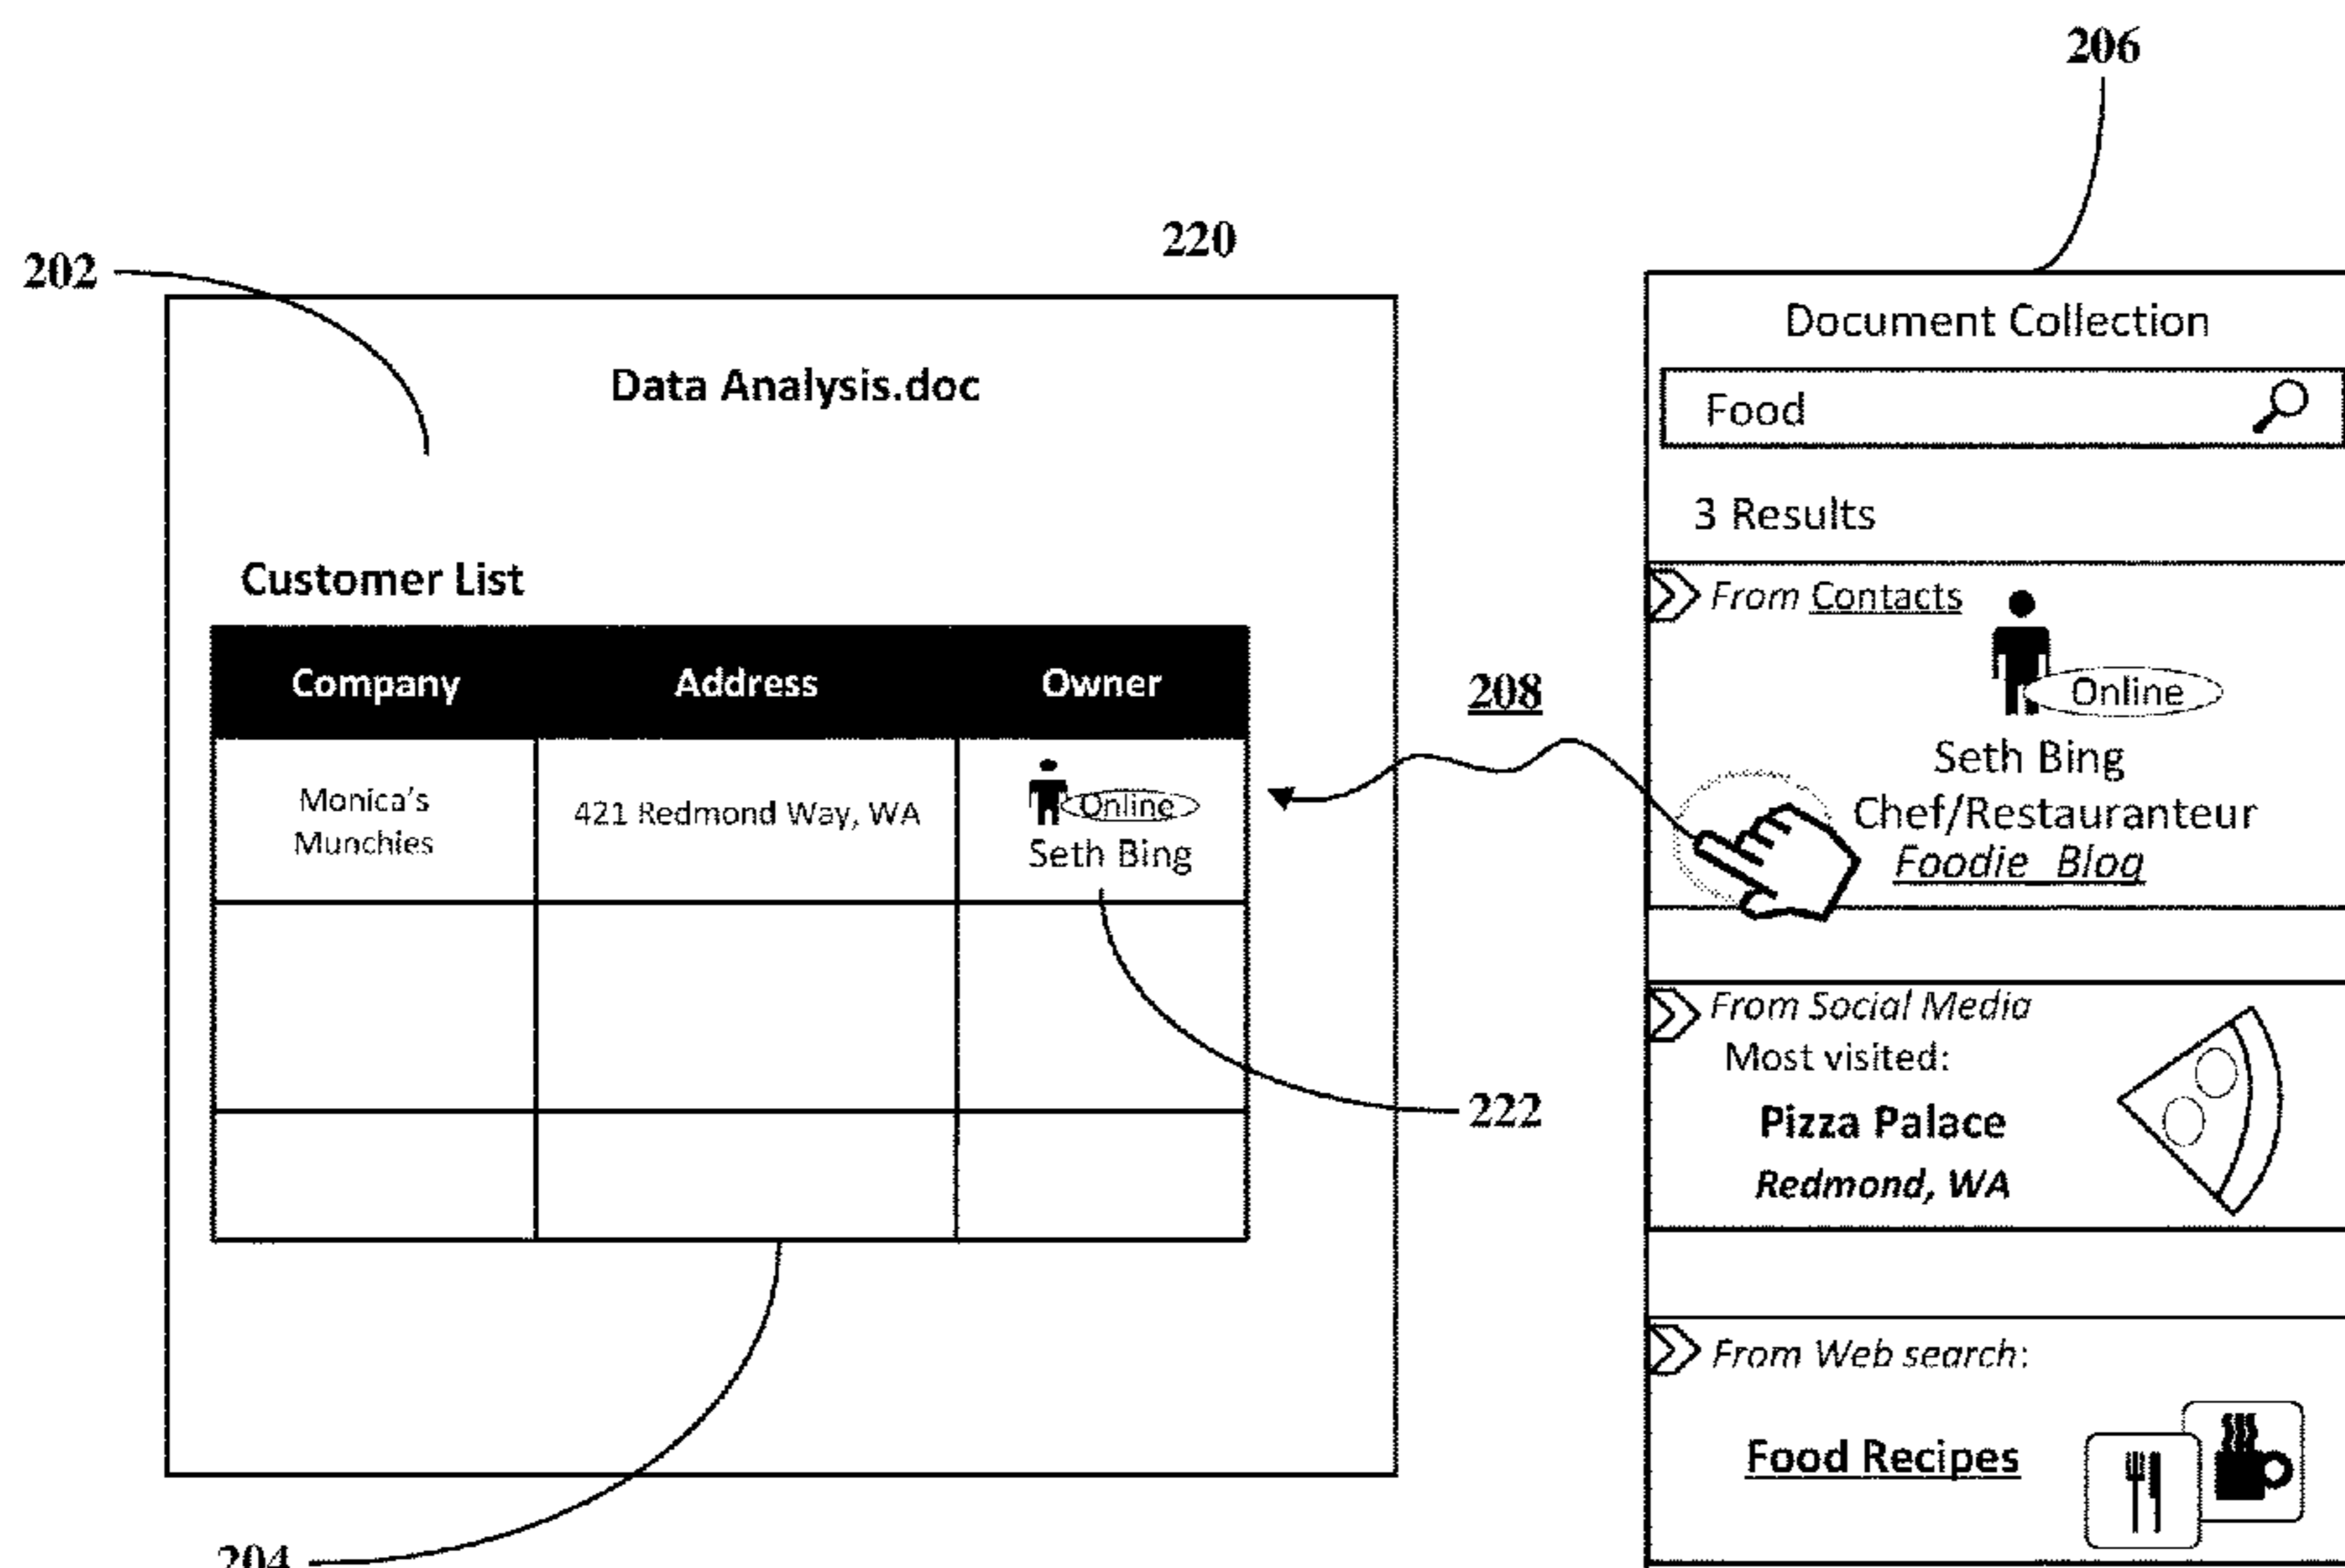 206
220
202
Data Analysis.doc
Customer List
Company Address Owner
Monica's
Munchies
421 Redmond Way, WA
Online
Seth Bing
208
222
204
Document Collection
Food
3 Results
From Contacts
Online
Seth Bing
Chef/Restauranteur
Foodie Blog
From Social Media
Most visited:
Pizza Palace
Redmond, WA
From Web search:
Food Recipes